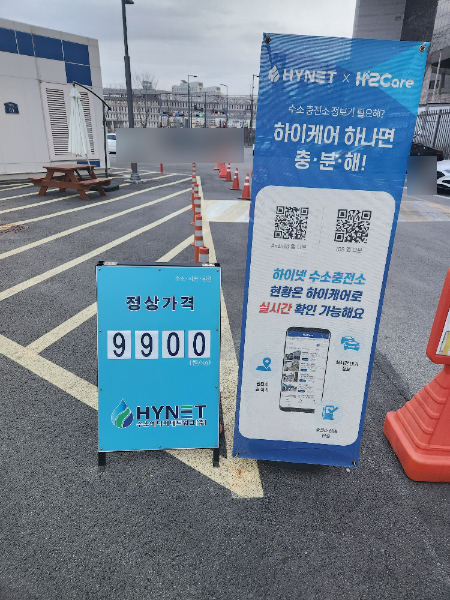 정상가격
9900
HYNET
HYNET × H2Care
수소 충전소 정보가 필요해?
하이케어 하나면
충·분·해!
하이넷 수소충전소
현황은 하이케어로
실시간 확인 가능해요